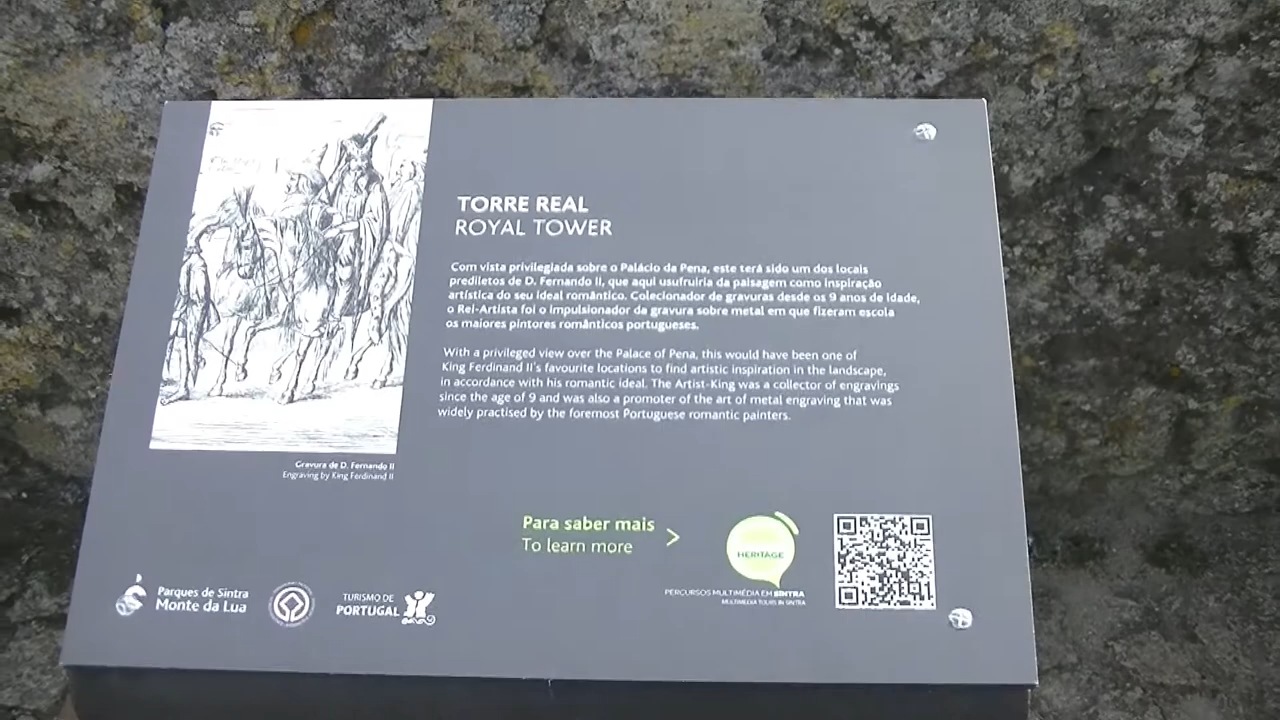 TORRE REAL
ROYAL TOWER
Com vista privilegiada sobre o Palácio da Pena, este terá sido um dos locais
prediletos de D. Fernando II, que aqui usufruiria da paisagem como inspiração
artística do seu ideal romântico. Colecionador de gravuras desde os 9 anos de idade,
o Rei-Artista foi o impulsionador da gravura sobre metal em que fizeram escola
os maiores pintores românticos portugueses.
With a privileged view over the Palace of Pena, this would have been one of
King Ferdinand II's favourite locations to find artistic inspiration in the landscape,
in accordance with his romantic ideal. The Artist-King was a collector of engravings
since the age of 9 and was also a promoter of the art of metal engraving that was
widely practised by the foremost Portuguese romantic painters.
Gravura de D. Fernando II
Engraving by King Ferdinand II
Para saber mais
To learn more
>
HERITAGE
PERCURSOS MULTIMÉDIA EM SINTRA
MULTIMEDIA TOURS IN SINTRA
Parques de Sintra
Monte da Lua
TURISMO DE
PORTUGAL